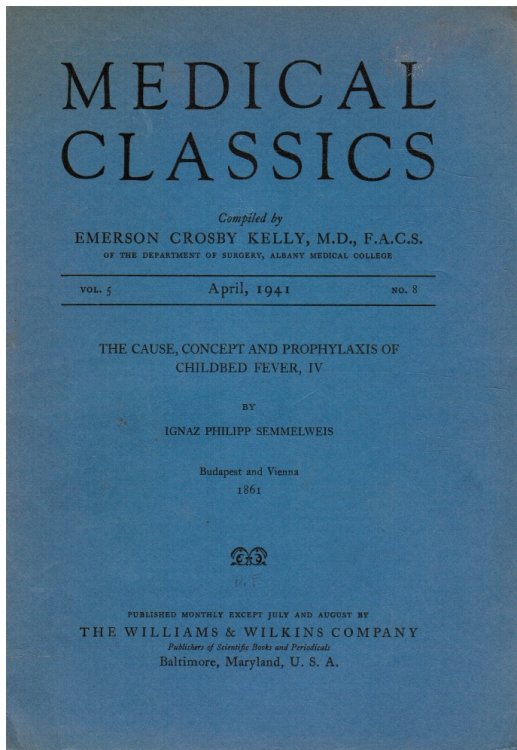 MEDICAL
CLASSICS
Compiled by
EMERSON CROSBY KELLY, M.D., F.A.C.S.
OF THE DEPARTMENT OF SURGERY, ALBANY MEDICAL COLLEGE
VOL. 5 April, 1941 NO. 8
THE CAUSE, CONCEPT AND PROPHYLAXIS OF
CHILDBED FEVER, IV
BY
IGNAZ PHILIPP SEMMELWEIS
Budapest and Vienna
1861
PUBLISHED MONTHLY EXCEPT JULY AND AUGUST BY
THE WILLIAMS & WILKINS COMPANY
Publishers of Scientific Books and Periodicals
Baltimore, Maryland, U. S. A.